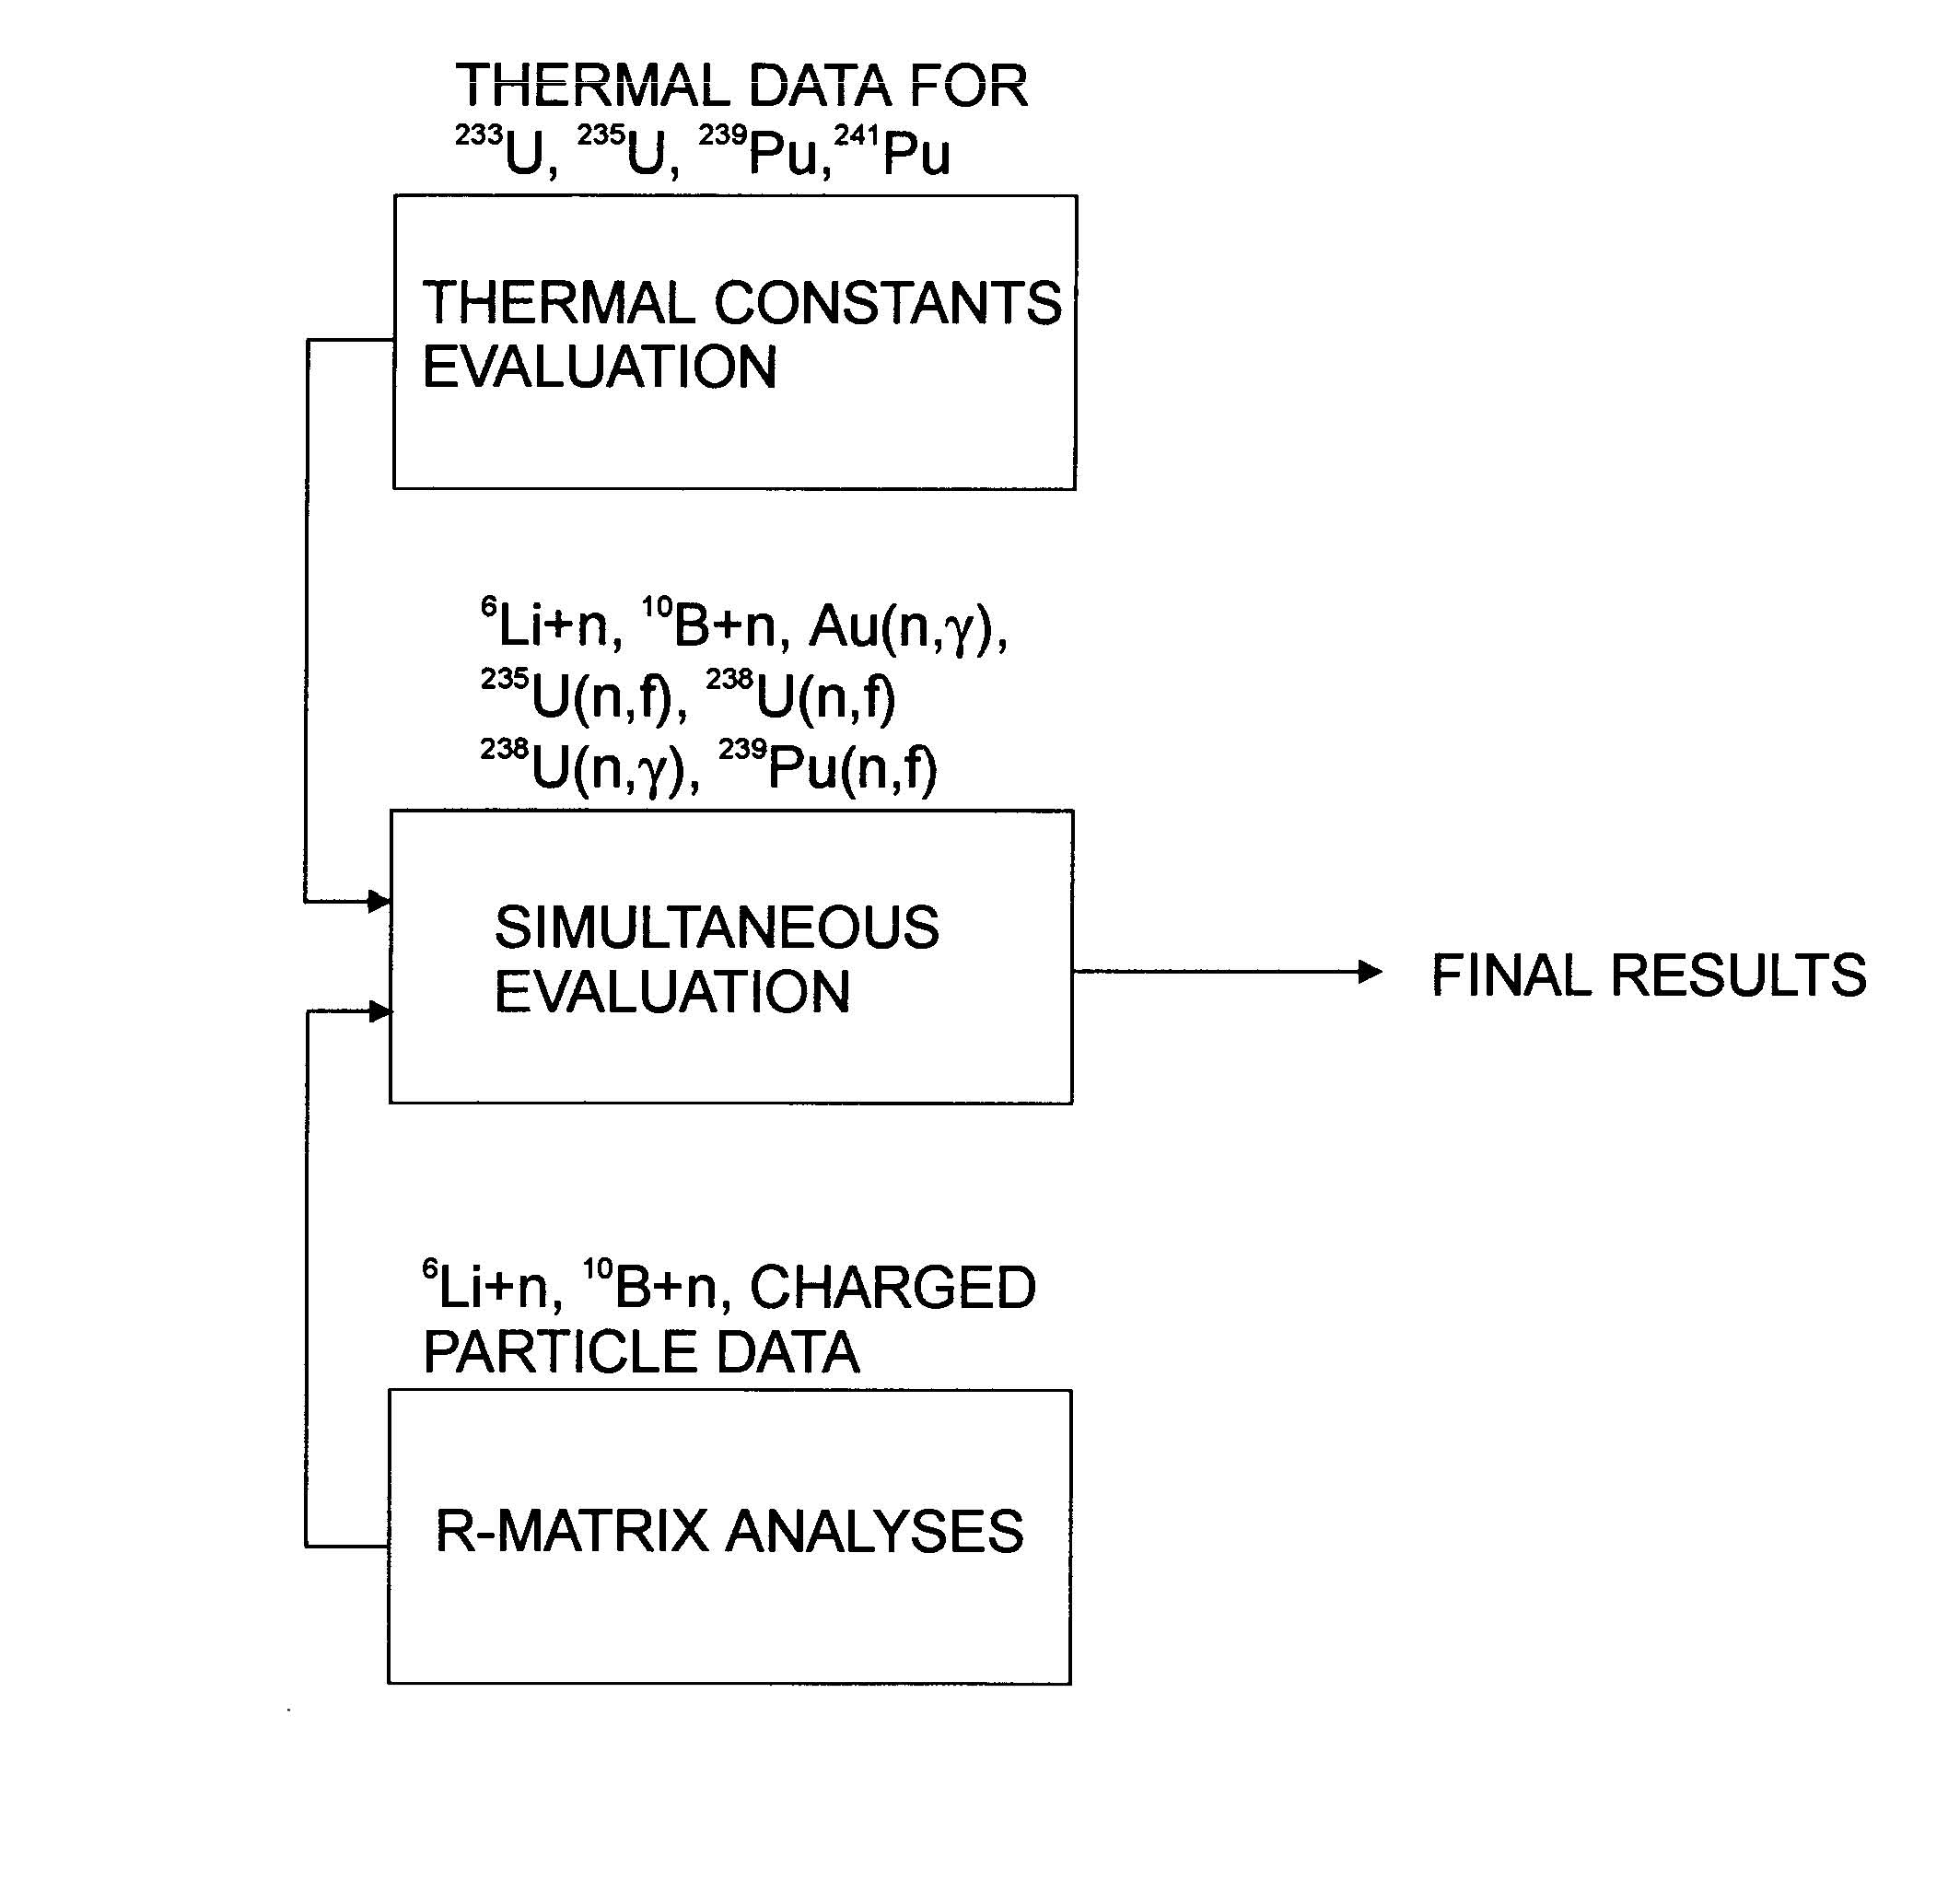 THERMAL DATA FOR
²³³U, ²³⁵U, ²³⁹Pu,²⁴¹Pu
THERMAL CONSTANTS
EVALUATION
⁶Li+n, ¹⁰B+n, Au(n,γ),
²³⁵U(n,f), ²³⁸U(n,f)
²³⁸U(n,γ), ²³⁹Pu(n,f)
SIMULTANEOUS
EVALUATION
FINAL RESULTS
⁶Li+n, ¹⁰B+n, CHARGED
PARTICLE DATA
R-MATRIX ANALYSES